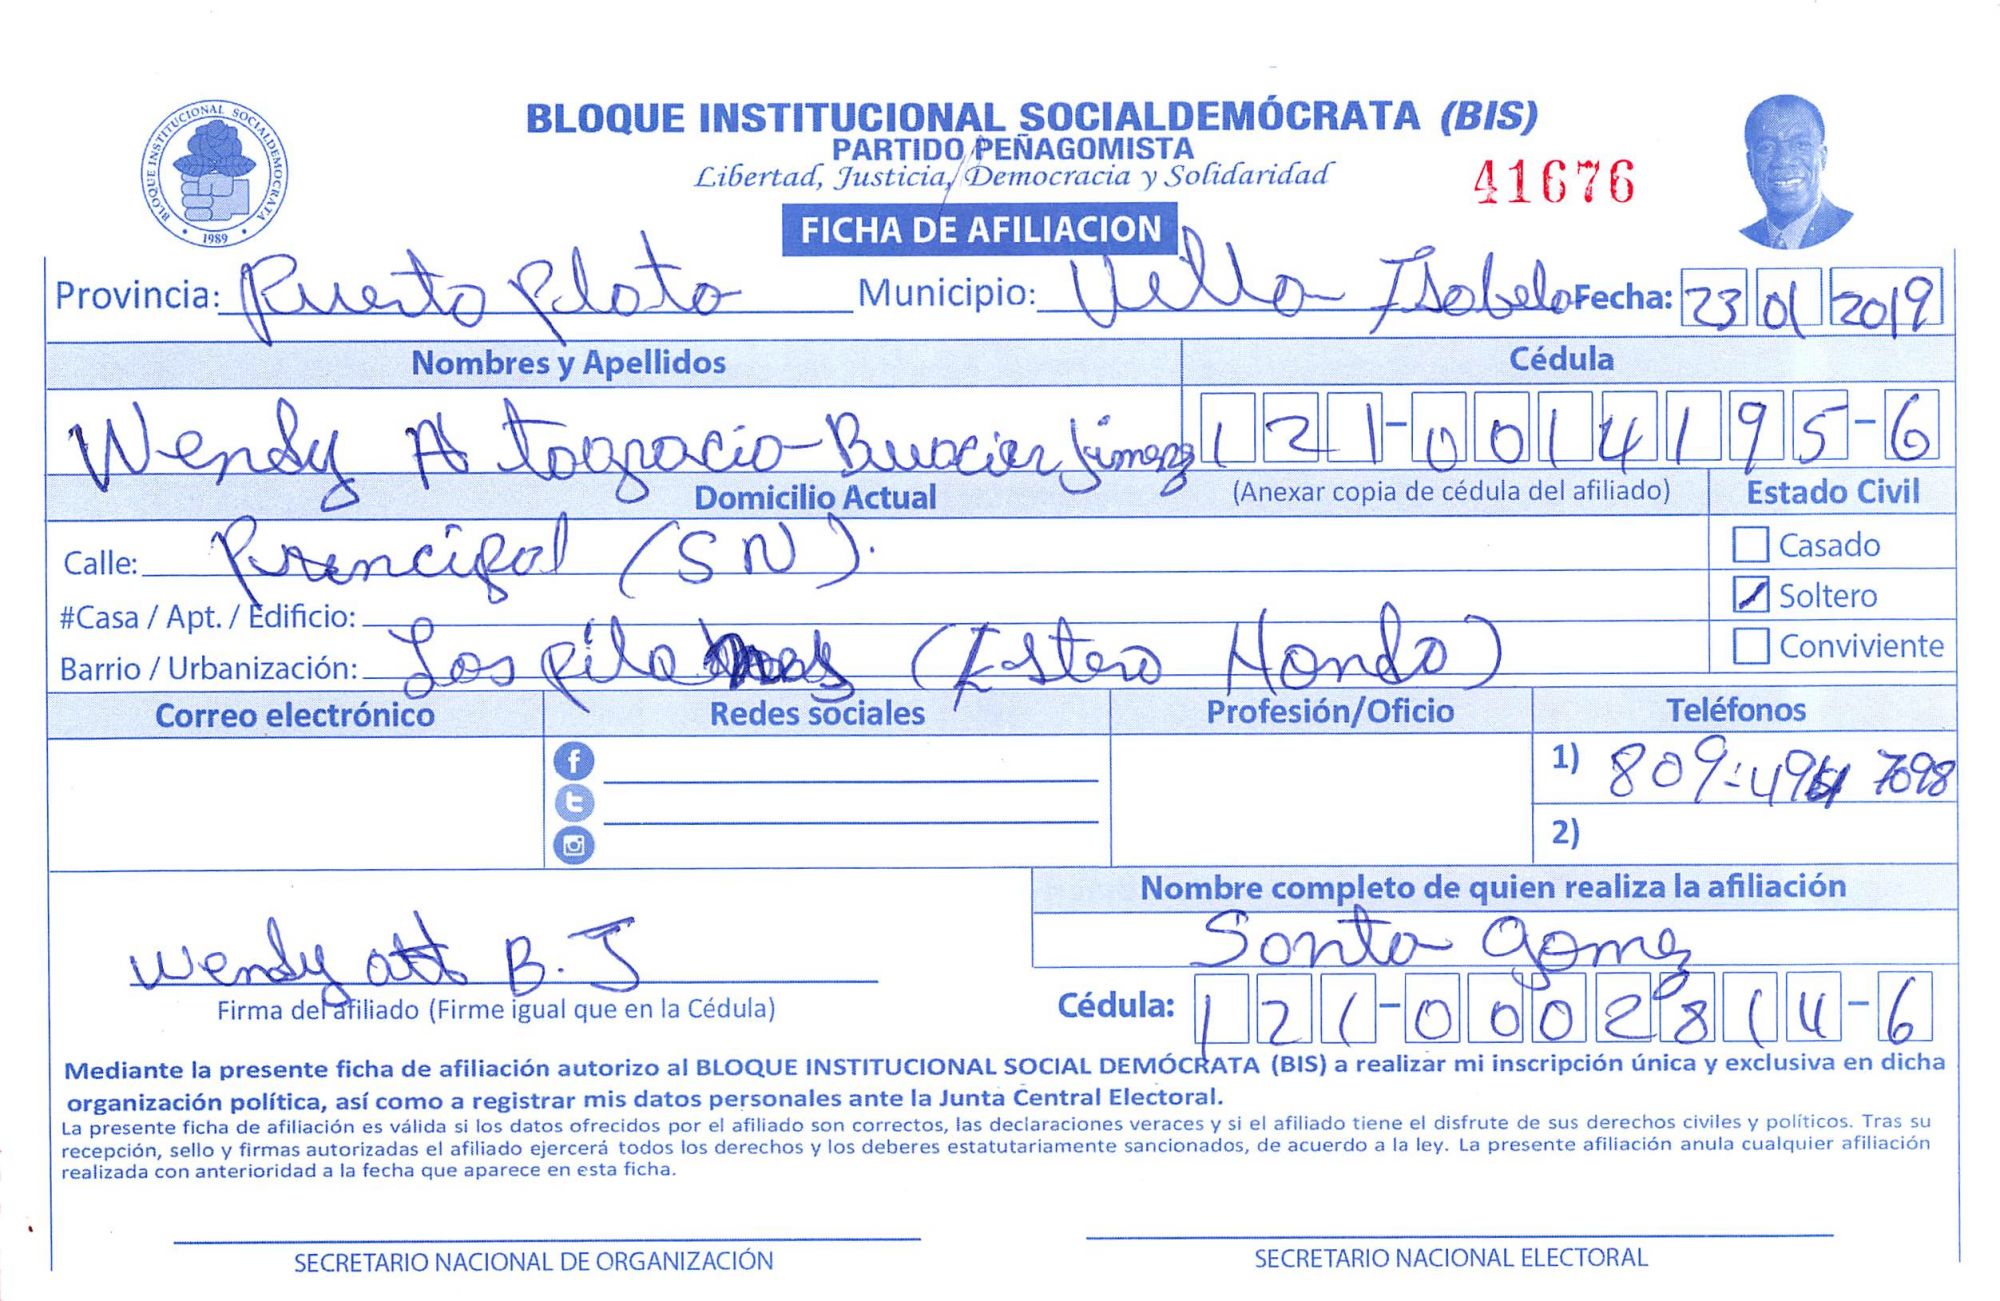 BLOQUE INSTITUCIONAL SOCIALDEMOCRATA
1989
BLOQUE INSTITUCIONAL SOCIALDEMÓCRATA (BIS)
PARTIDO PEÑAGOMISTA
Libertad, Justicia, Democracia y Solidaridad
41676
FICHA DE AFILIACION
Provincia: Puerto Plata Municipio: Villa Isabela Fecha: 23 01 2019
Nombres y Apellidos Cédula
Wendy Altagracia Jimenez 121-0014195-6
Domicilio Actual (Anexar copia de cédula del afiliado) Estado Civil
Calle: Principal (SN). Casado
#Casa / Apt. / Edificio: Soltero
Barrio / Urbanización: Los (Estero Hondo) Conviviente
Correo electrónico Redes sociales Profesión/Oficio Teléfonos
1) 809- 7098
2)
Nombre completo de quien realiza la afiliación
Santa Gomez
Wendy alt B.J
Firma del afiliado (Firme igual que en la Cédula) Cédula: 121-0002814-6
Mediante la presente ficha de afiliación autorizo al BLOQUE INSTITUCIONAL SOCIAL DEMÓCRATA (BIS) a realizar mi inscripción única y exclusiva en dicha
organización política, así como a registrar mis datos personales ante la Junta Central Electoral.
La presente ficha de afiliación es válida si los datos ofrecidos por el afiliado son correctos, las declaraciones veraces y si el afiliado tiene el disfrute de sus derechos civiles y políticos. Tras su
recepción, sello y firmas autorizadas el afiliado ejercerá todos los derechos y los deberes estatutariamente sancionados, de acuerdo a la ley. La presente afiliación anula cualquier afiliación
realizada con anterioridad a la fecha que aparece en esta ficha.
SECRETARIO NACIONAL DE ORGANIZACIÓN SECRETARIO NACIONAL ELECTORAL